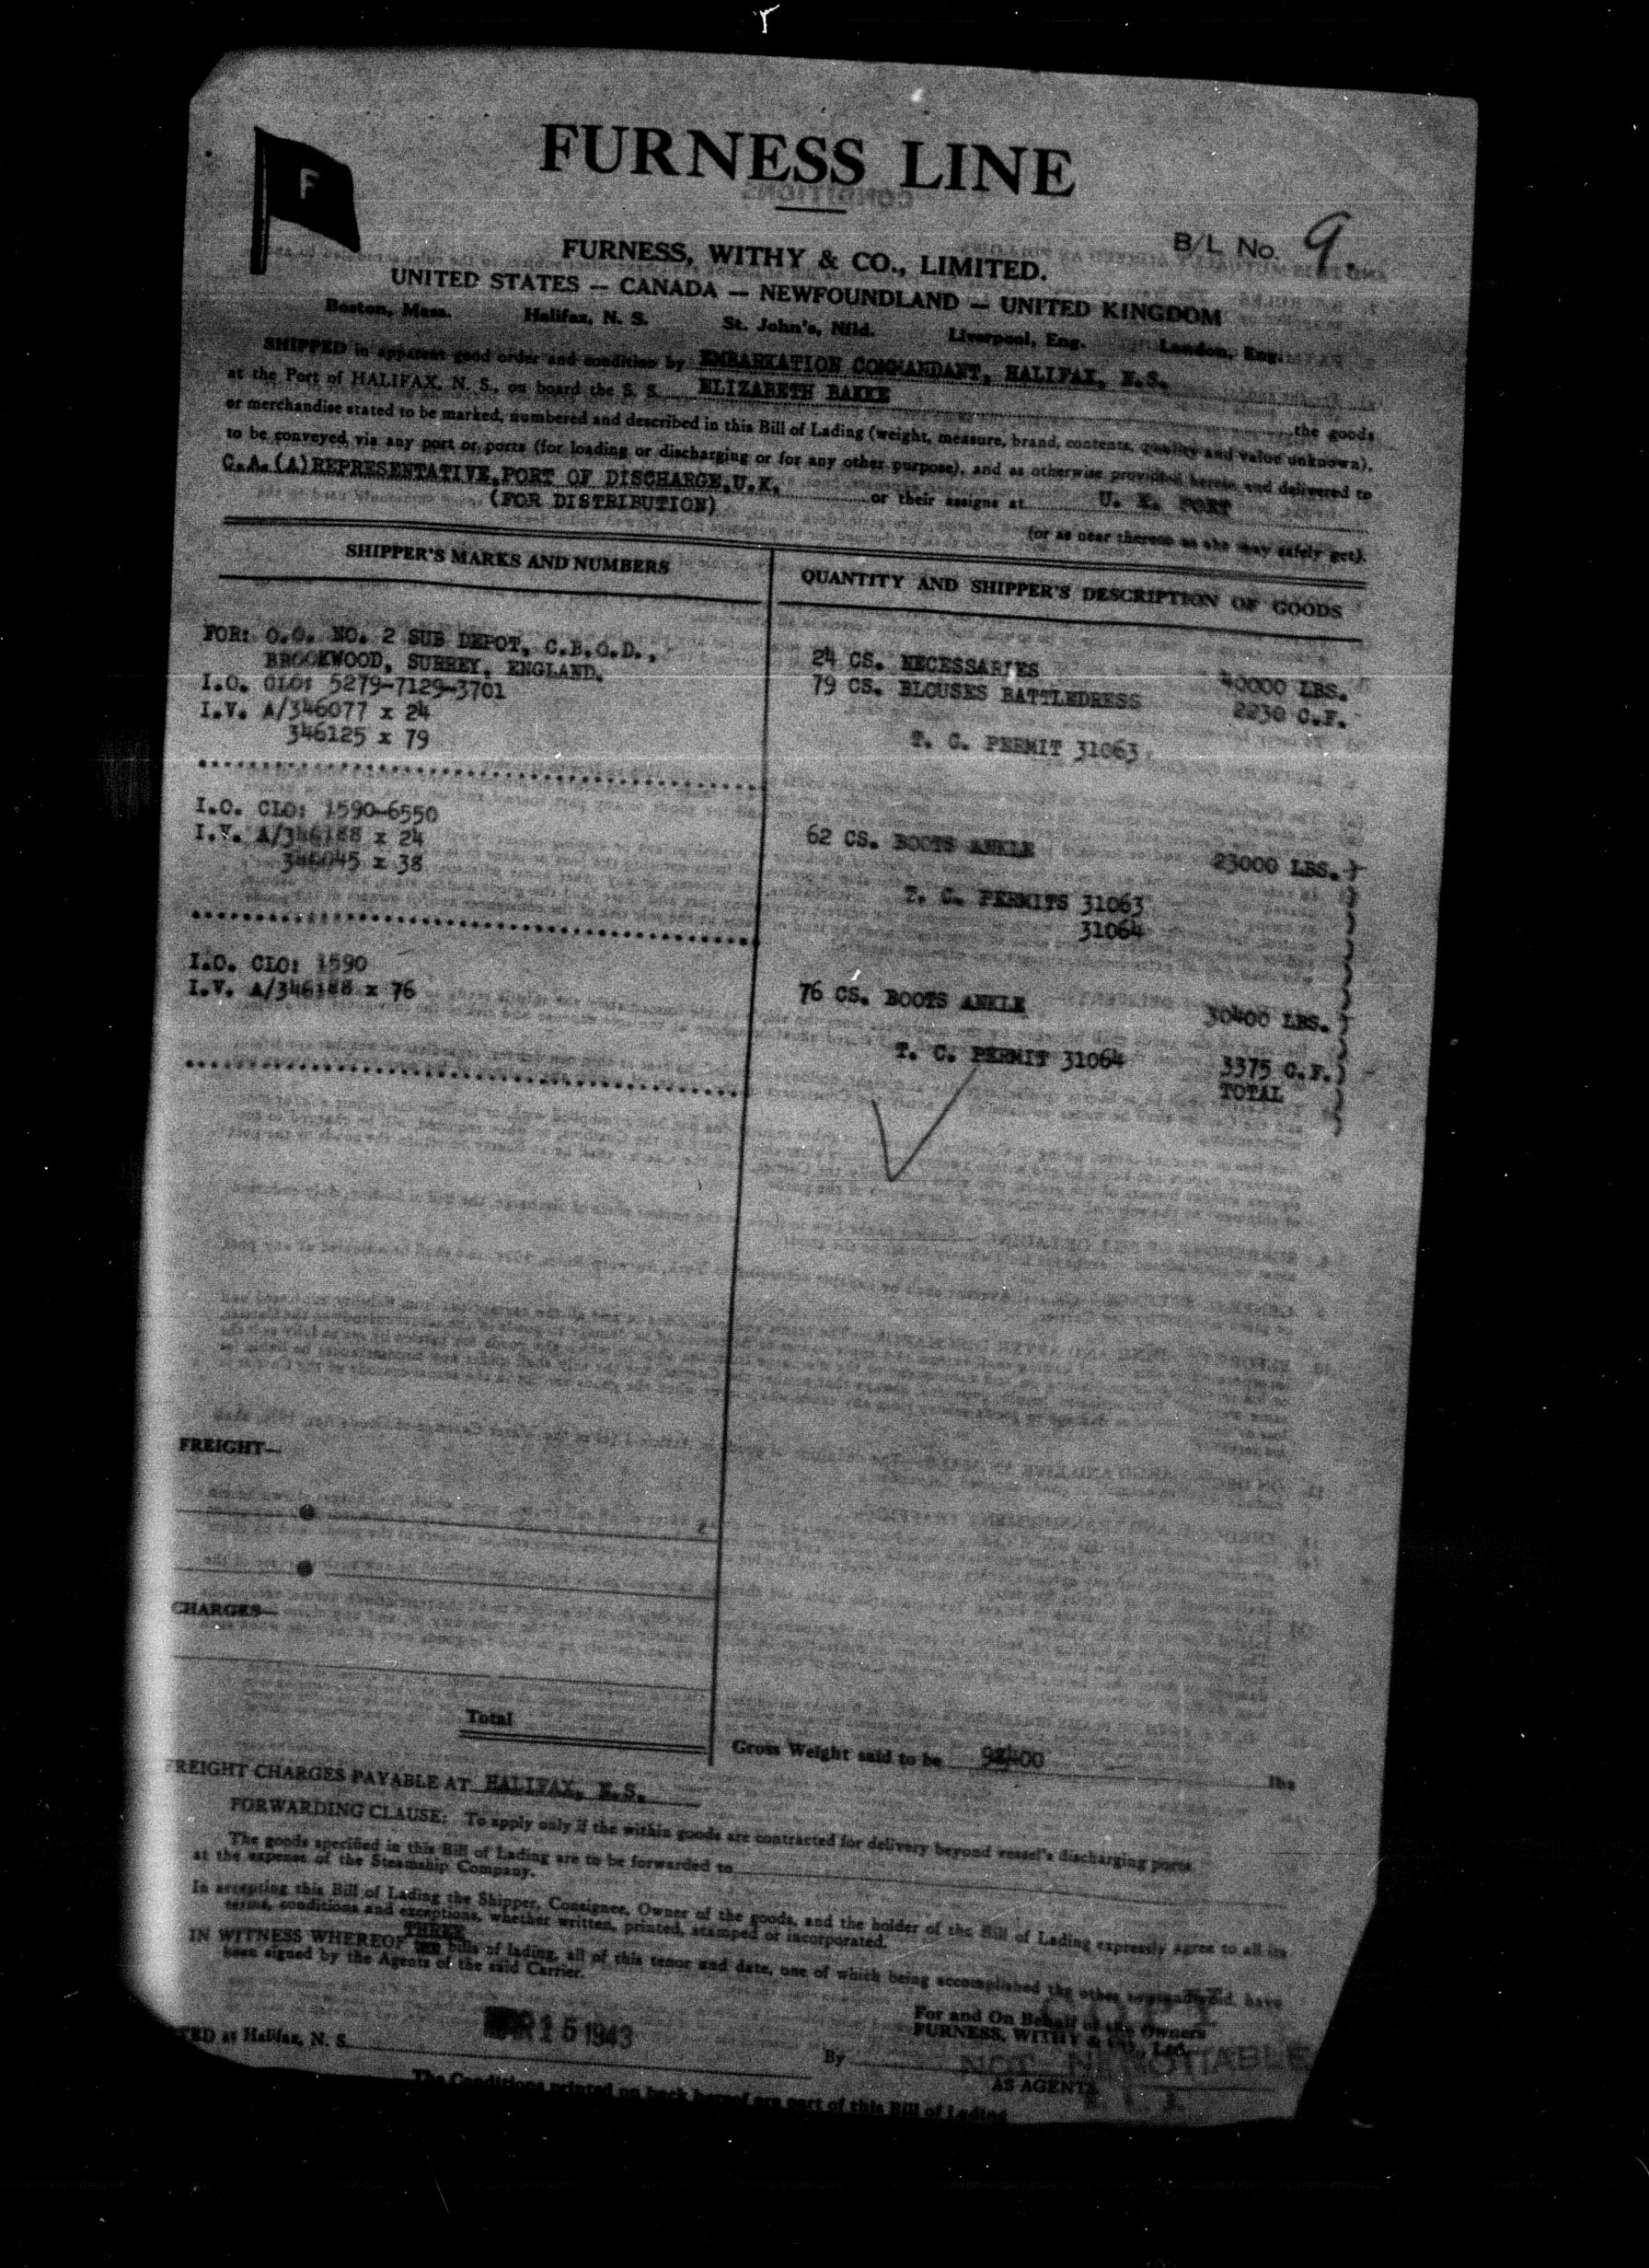 F
FURNESS LINE
B/L No. 9.
FURNESS, WITHY & CO., LIMITED.
UNITED STATES — CANADA — NEWFOUNDLAND — UNITED KINGDOM
Boston, Mass. Halifax, N. S. St. John's, Nfld. Liverpool, Eng. London, Eng.
SHIPPED in apparent good order and condition by EMBARKATION COMMANDANT, HALIFAX, N.S.
at the Port of HALIFAX, N. S., on board the S. S. ELIZABETH BAKKE the goods
or merchandise stated to be marked, numbered and described in this Bill of Lading (weight, measure, brand, contents, quality and value unknown),
to be conveyed via any port or ports (for loading or discharging or for any other purpose), and as otherwise provided herein and delivered to
C.A.(A) REPRESENTATIVE, PORT OF DISCHARGE, U.K. or their assigns at U. K. PORT
(FOR DISTRIBUTION)
(or as near thereto as she may safely get).
SHIPPER'S MARKS AND NUMBERS
QUANTITY AND SHIPPER'S DESCRIPTION OF GOODS
FOR: O.O. NO. 2 SUB DEPOT, C.B.O.D.,
BROOKWOOD, SURREY, ENGLAND.
I.O. CLO: 5279-7129-3701
I.V. A/346077 x 24
346125 x 79
24 CS. NECESSARIES 40000 LBS.
79 CS. BLOUSES BATTLEDRESS 2230 C.F.
T. C. PERMIT 31063
I.O. CLO: 1590-6550
I.V. A/346188 x 24
346045 x 38
62 CS. BOOTS ANKLE 23000 LBS. )
T. C. PERMITS 31063
31064
I.O. CLO: 1590
I.V. A/346188 x 76
76 CS. BOOTS ANKLE 30400 LBS. )
T. C. PERMIT 31064 3375 C.F. )
TOTAL
FREIGHT—
CHARGES—
Total
Gross Weight said to be lbs
FREIGHT CHARGES PAYABLE AT HALIFAX, N.S.
FORWARDING CLAUSE: To apply only if the within goods are contracted for delivery beyond vessel's discharging ports.
The goods specified in this Bill of Lading are to be forwarded to
at the expense of the Steamship Company.
In accepting this Bill of Lading the Shipper, Consignee, Owner of the goods, and the holder of the Bill of Lading expressly agree to all its
terms, conditions and exceptions, whether written, printed, stamped or incorporated.
THREE
IN WITNESS WHEREOF bills of lading, all of this tenor and date, one of which being accomplished the other void, have
been signed by the Agents of the said Carrier.
For and On Behalf of the Owners
FURNESS, WITHY & Co., Ltd.
COPY
NOT NEGOTIABLE
TED at Halifax, N. S. MAR 15 1943
By
AS AGENTS
The Conditions printed on back hereof are part of this Bill of Lading